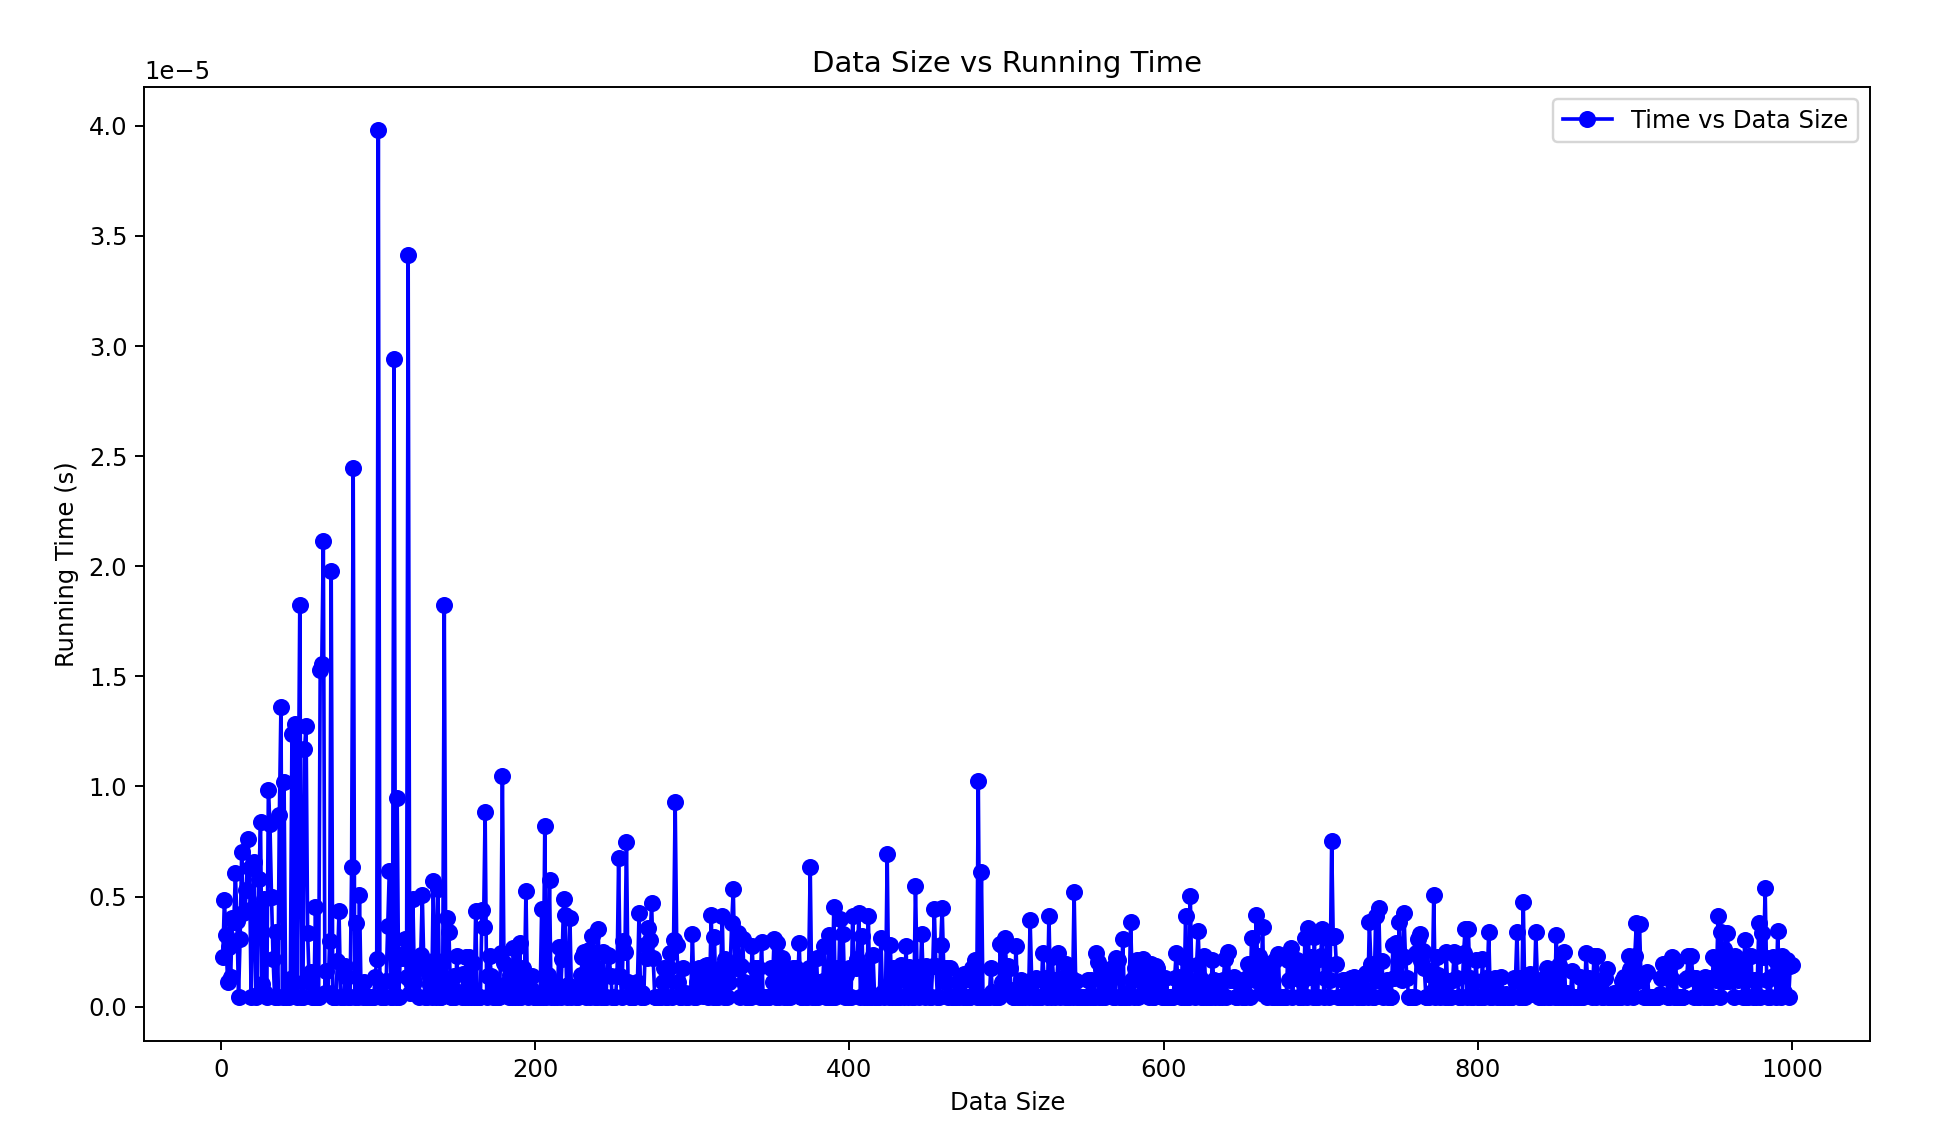 Data Size vs Running Time
1e−5
Time vs Data Size
4.0
3.5
3.0
2.5
2.0
1.5
1.0
0.5
0.0
Running Time (s)
0 200 400 600 800 1000
Data Size